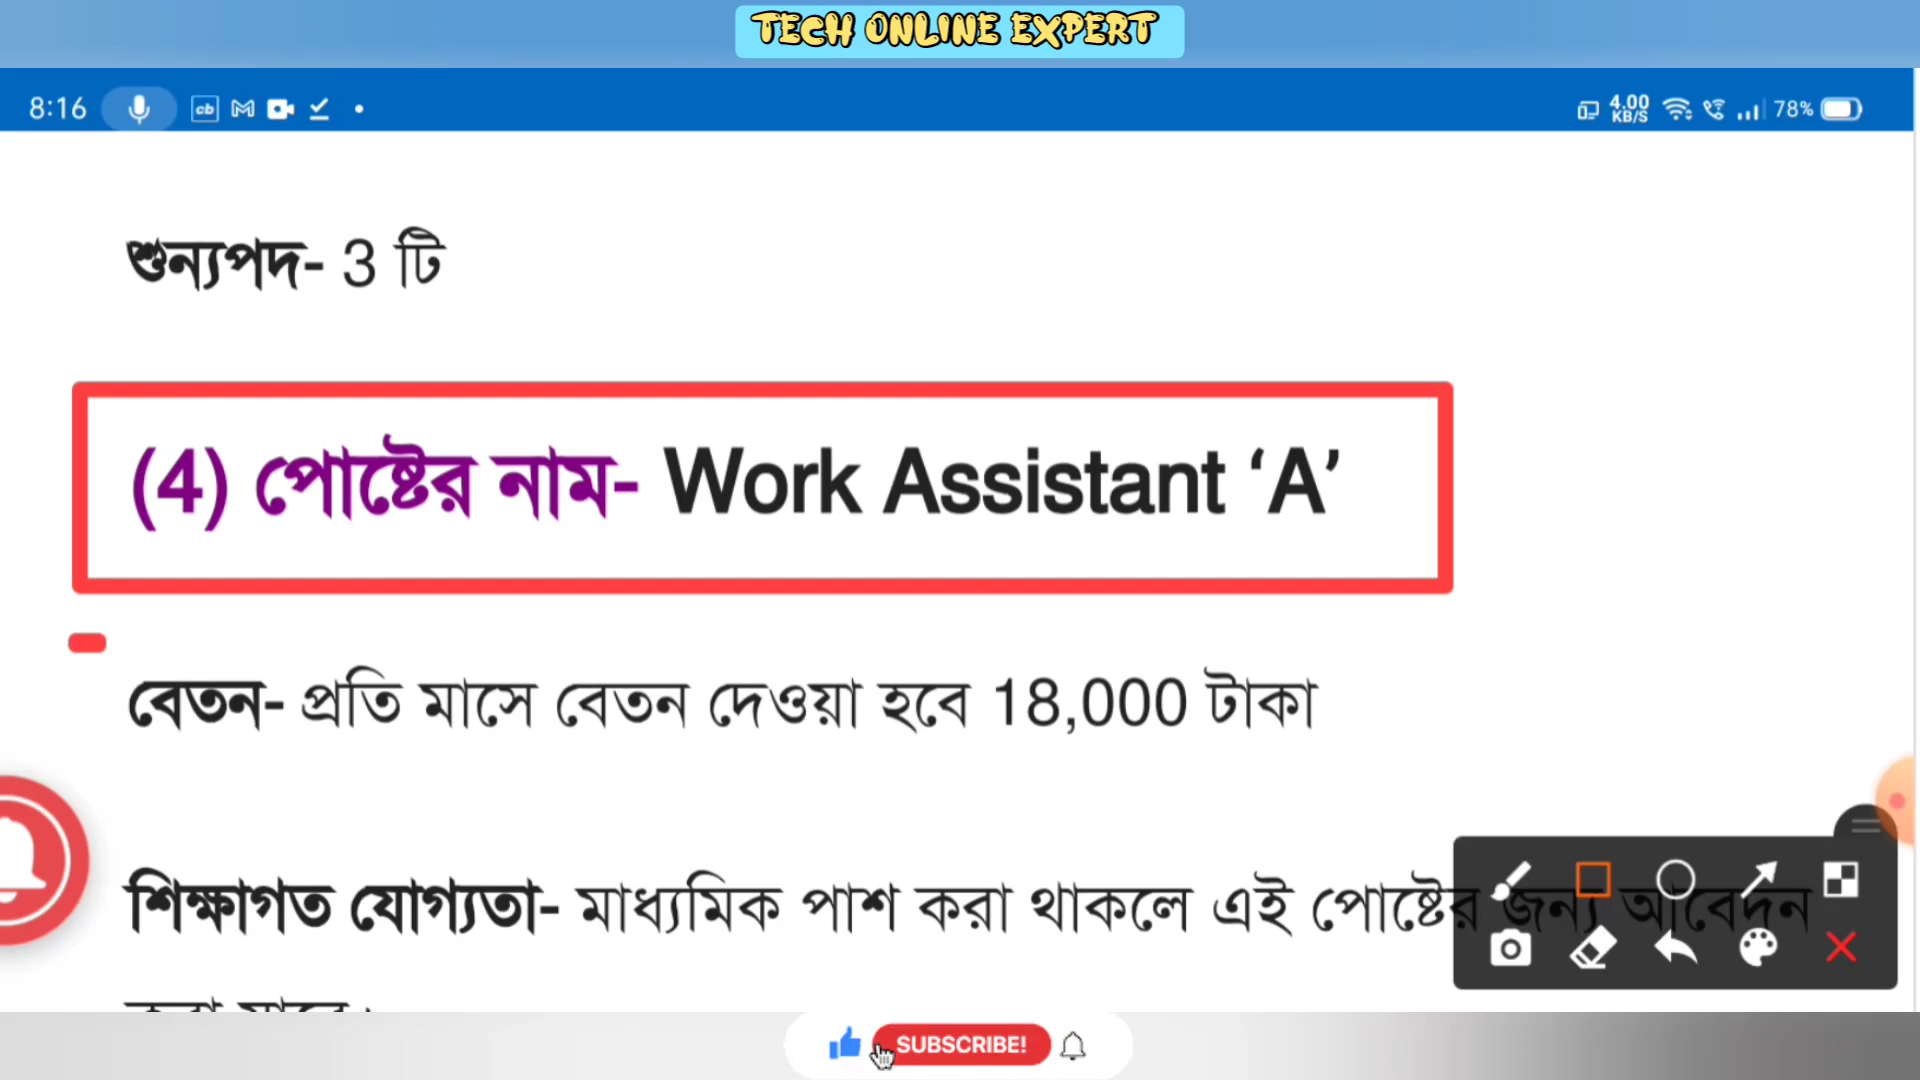 TECH ONLINE EXPERT
8:16 cb 4.00 KB/S 78%
শুন্যপদ- 3 টি
(4) পোষ্টের নাম- Work Assistant ‘A’
বেতন- প্রতি মাসে বেতন দেওয়া হবে 18,000 টাকা
শিক্ষাগত যোগ্যতা- মাধ্যমিক পাশ করা থাকলে এই পোষ্টের জন্য আবেদন
SUBSCRIBE!